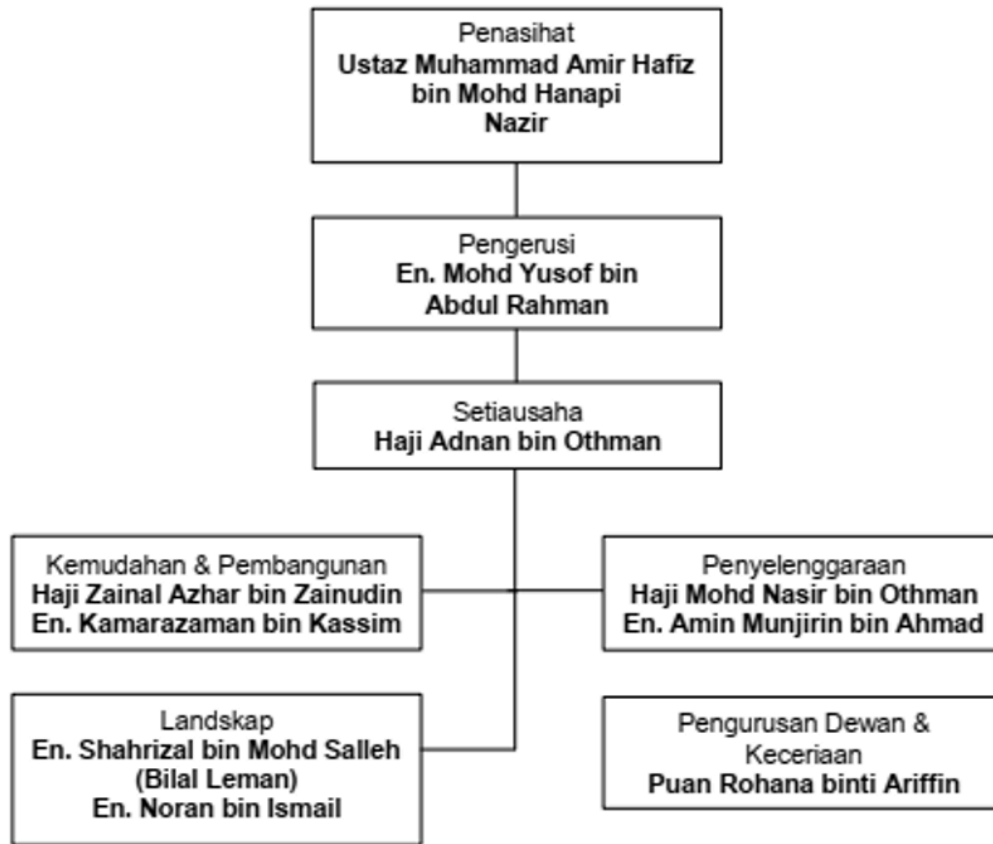 Penasihat
Ustaz Muhammad Amir Hafiz
bin Mohd Hanapi
Nazir
Pengerusi
En. Mohd Yusof bin
Abdul Rahman
Setiausaha
Haji Adnan bin Othman
Kemudahan & Pembangunan
Haji Zainal Azhar bin Zainudin
En. Kamarazaman bin Kassim
Penyelenggaraan
Haji Mohd Nasir bin Othman
En. Amin Munjirin bin Ahmad
Landskap
En. Shahrizal bin Mohd Salleh
(Bilal Leman)
En. Noran bin Ismail
Pengurusan Dewan &
Keceriaan
Puan Rohana binti Ariffin